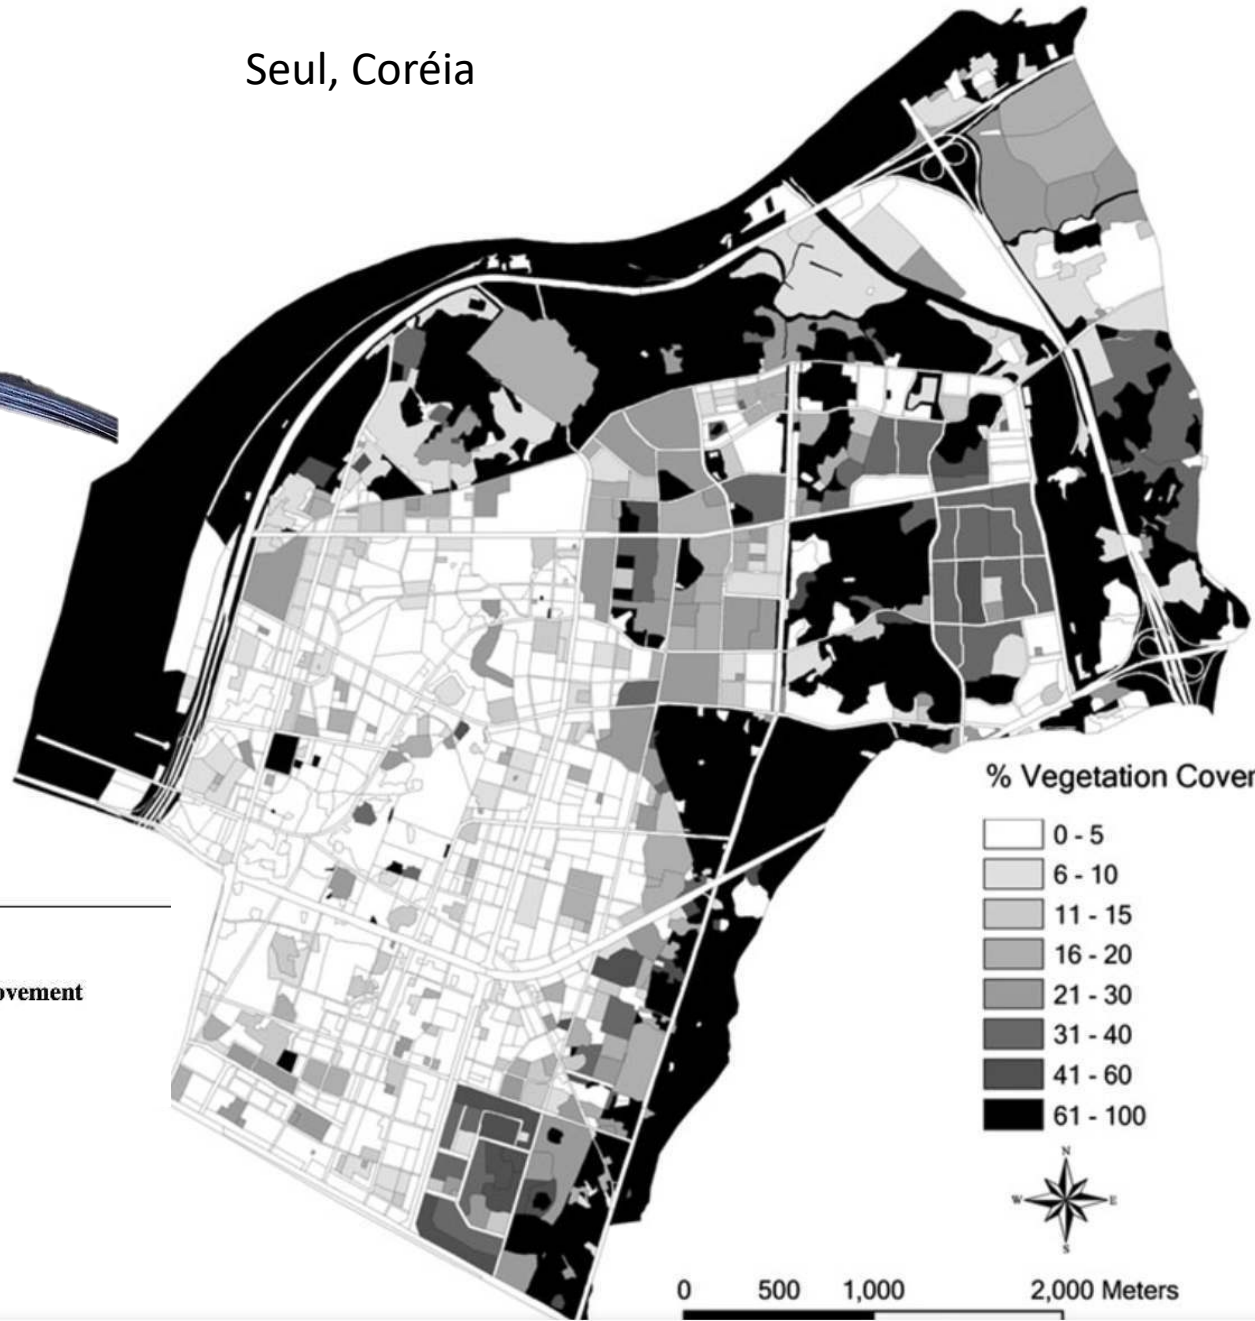 Seul, Coréia
% Vegetation Cover
0 - 5
6 - 10
11 - 15
16 - 20
21 - 30
31 - 40
41 - 60
61 - 100
ovement
N
W E
S
0 500 1,000 2,000 Meters